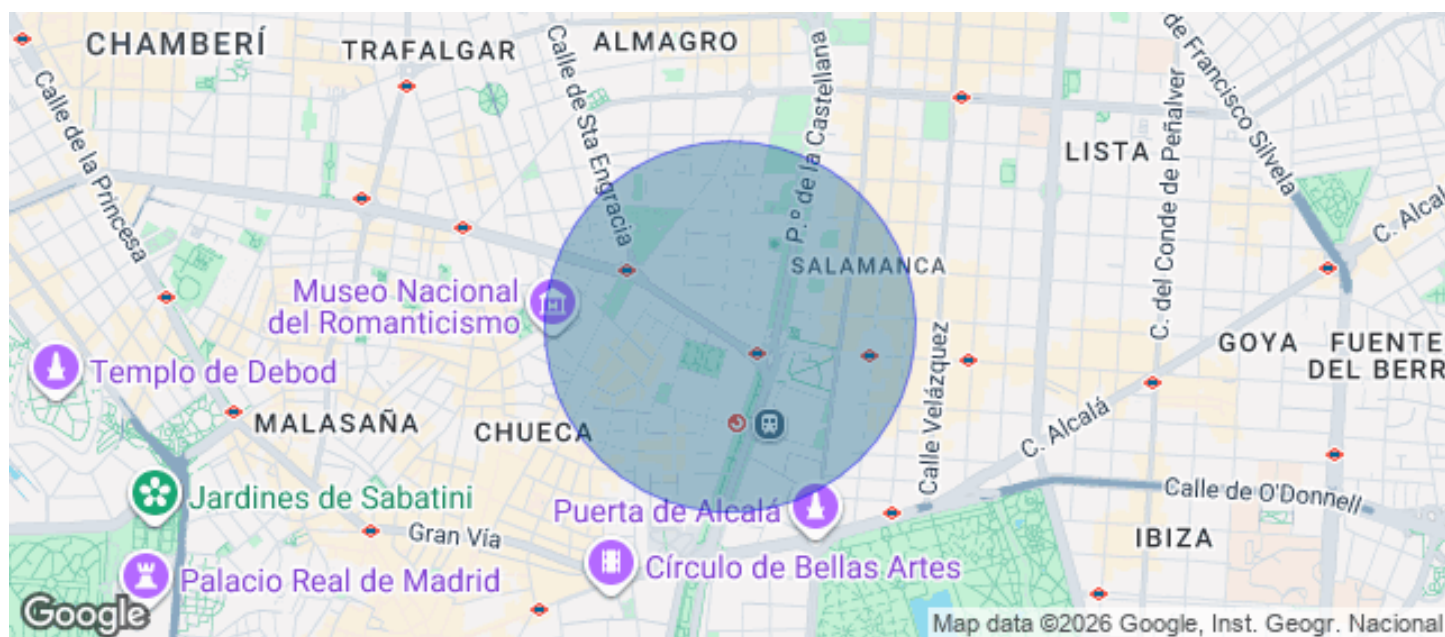 CHAMBERÍ
TRAFALGAR
ALMAGRO
Calle de Sta Engracia
P.º de la Castellana
de Francisco Silvela
Calle de la Princesa
LISTA
C. del Conde de Peñalver
C. Alcalá
SALAMANCA
Museo Nacional
del Romanticismo
Templo de Debod
MALASAÑA
CHUECA
Calle Velázquez
GOYA
FUENTE
DEL BERR
C. Alcalá
Jardines de Sabatini
Puerta de Alcalá
Calle de O'Donnell
Gran Vía
IBIZA
Círculo de Bellas Artes
Palacio Real de Madrid
Google
Map data ©2026 Google, Inst. Geogr. Nacional